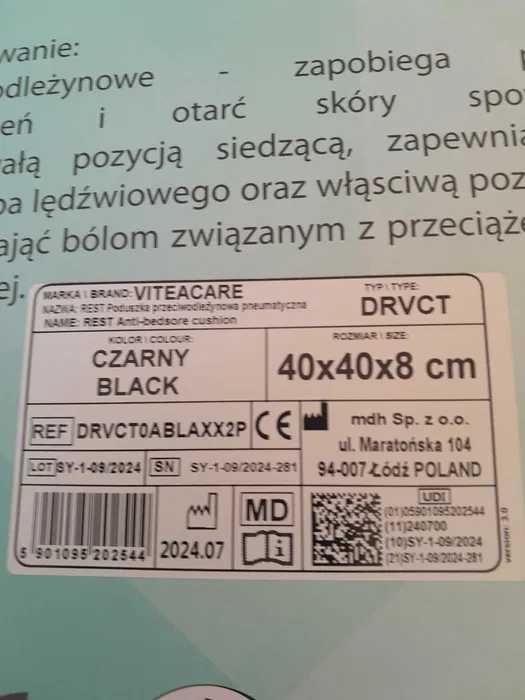 wanie:
odleżynowe - zapobiega
eń i otarć skóry spo
ałą pozycją siedzącą, zapewnia
pa lędźwiowego oraz włąsciwą poz
ając bólom związanym z przeciąże
ej.
MARKA | BRAND: VITEACARE
NAZWA: REST Poduszka przeciwodleżynowa pneumatyczna
NAME: REST Anti-bedsore cushion
TYP | TYPE:
DRVCT
KOLOR | COLOUR:
CZARNY
BLACK
ROZMIAR | SIZE:
40x40x8 cm
REF DRVCT0ABLAXX2P
CE
mdh Sp. z o.o.
ul. Maratońska 104
94-007 Łódź POLAND
LOT SY-1-09/2024 SN SY-1-09/2024-281
5 901095 202544
2024.07
MD
UDI
(01)05901095202544
(11)240700
(10)SY-1-09/2024
(21)SY-1-09/2024-281
version: 3.0